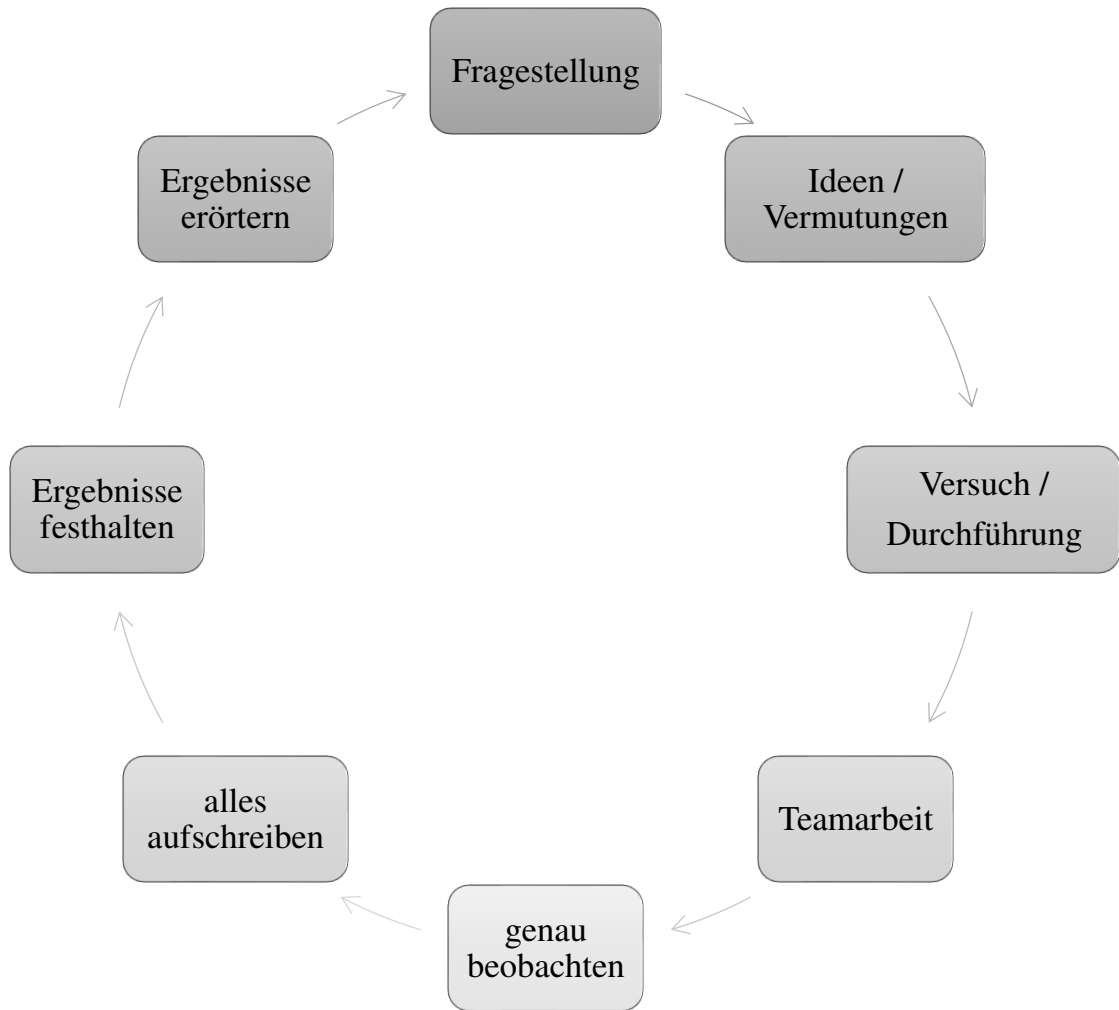 Fragestellung
Ideen /
Vermutungen
Versuch /
Durchführung
Teamarbeit
genau
beobachten
alles
aufschreiben
Ergebnisse
festhalten
Ergebnisse
erörtern